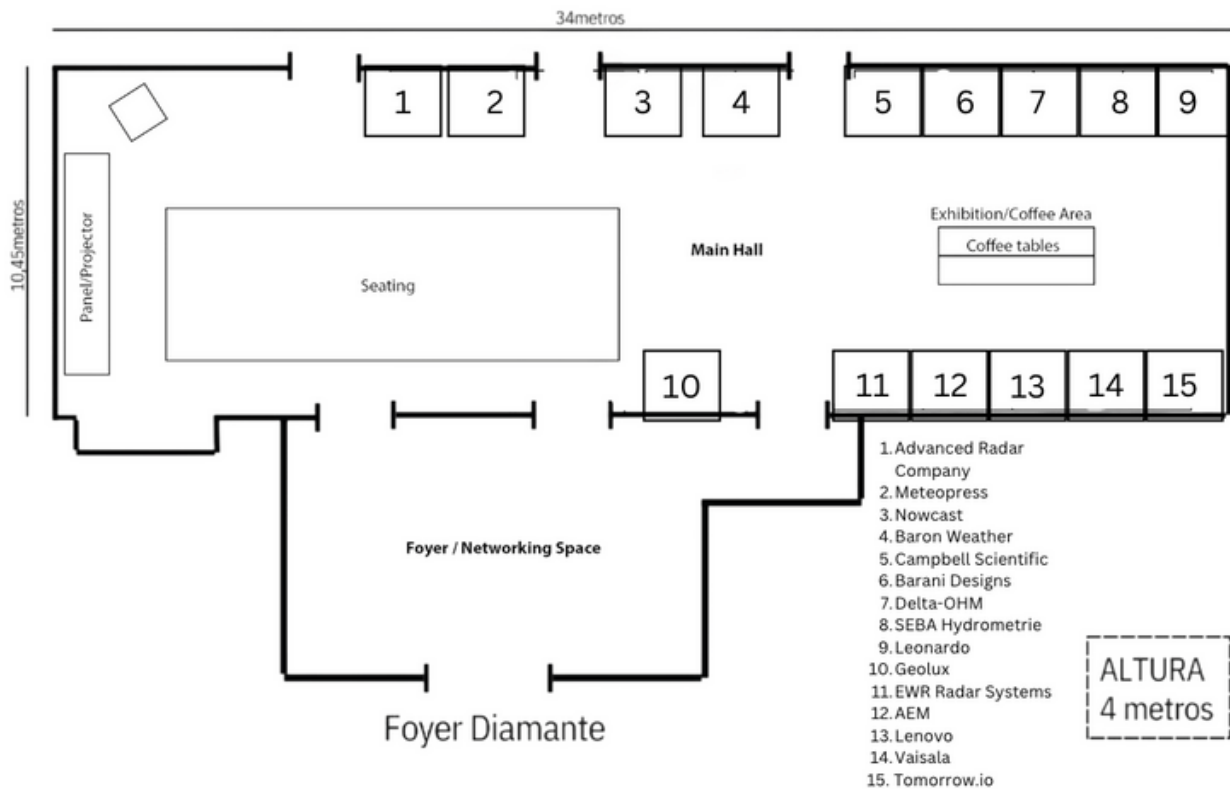 34metros
1
2
3
4
5
6
7
8
9
10,45metros
Panel/Projector
Seating
Main Hall
Exhibition/Coffee Area
Coffee tables
10
11
12
13
14
15
1. Advanced Radar
Company
2. Meteopress
3. Nowcast
4. Baron Weather
5. Campbell Scientific
6. Barani Designs
7. Delta-OHM
8. SEBA Hydrometrie
9. Leonardo
10. Geolux
11. EWR Radar Systems
12. AEM
13. Lenovo
14. Vaisala
15. Tomorrow.io
Foyer / Networking Space
Foyer Diamante
ALTURA
4 metros